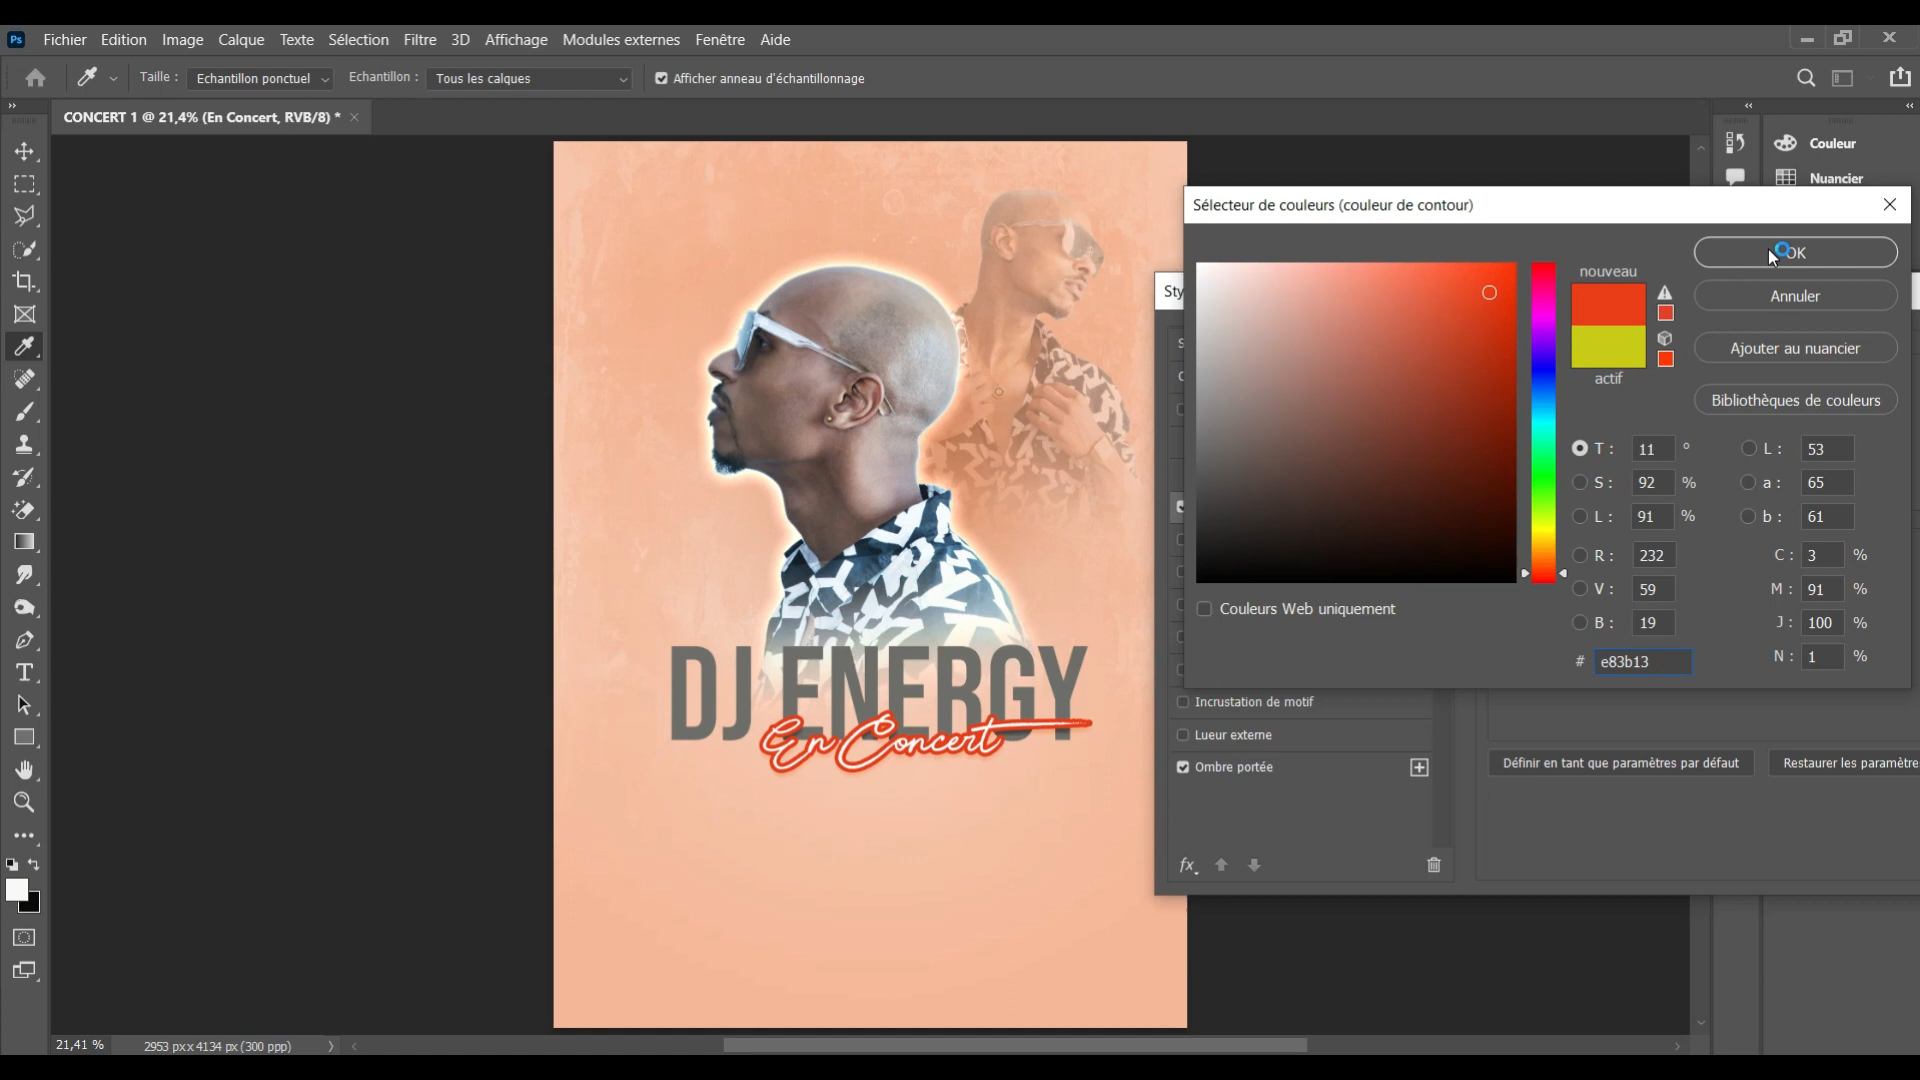 Ps Fichier Edition Image Calque Texte Sélection Filtre 3D Affichage Modules externes Fenêtre Aide
Taille : Echantillon ponctuel Echantillon : Tous les calques Afficher anneau d'échantillonnage
CONCERT 1 @ 21,4% (En Concert, RVB/8) *
Couleur
Nuancier
Sélecteur de couleurs (couleur de contour)
OK
nouveau
Sty
Annuler
Ajouter au nuancier
actif
Bibliothèques de couleurs
T : 11 ° L : 53
S : 92 % a : 65
L : 91 % b : 61
R : 232 C : 3 %
V : 59 M : 91 %
B : 19 J : 100 %
# e83b13 N : 1 %
Couleurs Web uniquement
DJ ENERGY
En Concert
Incrustation de motif
Lueur externe
Ombre portée
Définir en tant que paramètres par défaut
Restaurer les paramètre
fx
21,41 % 2953 px x 4134 px (300 ppp)